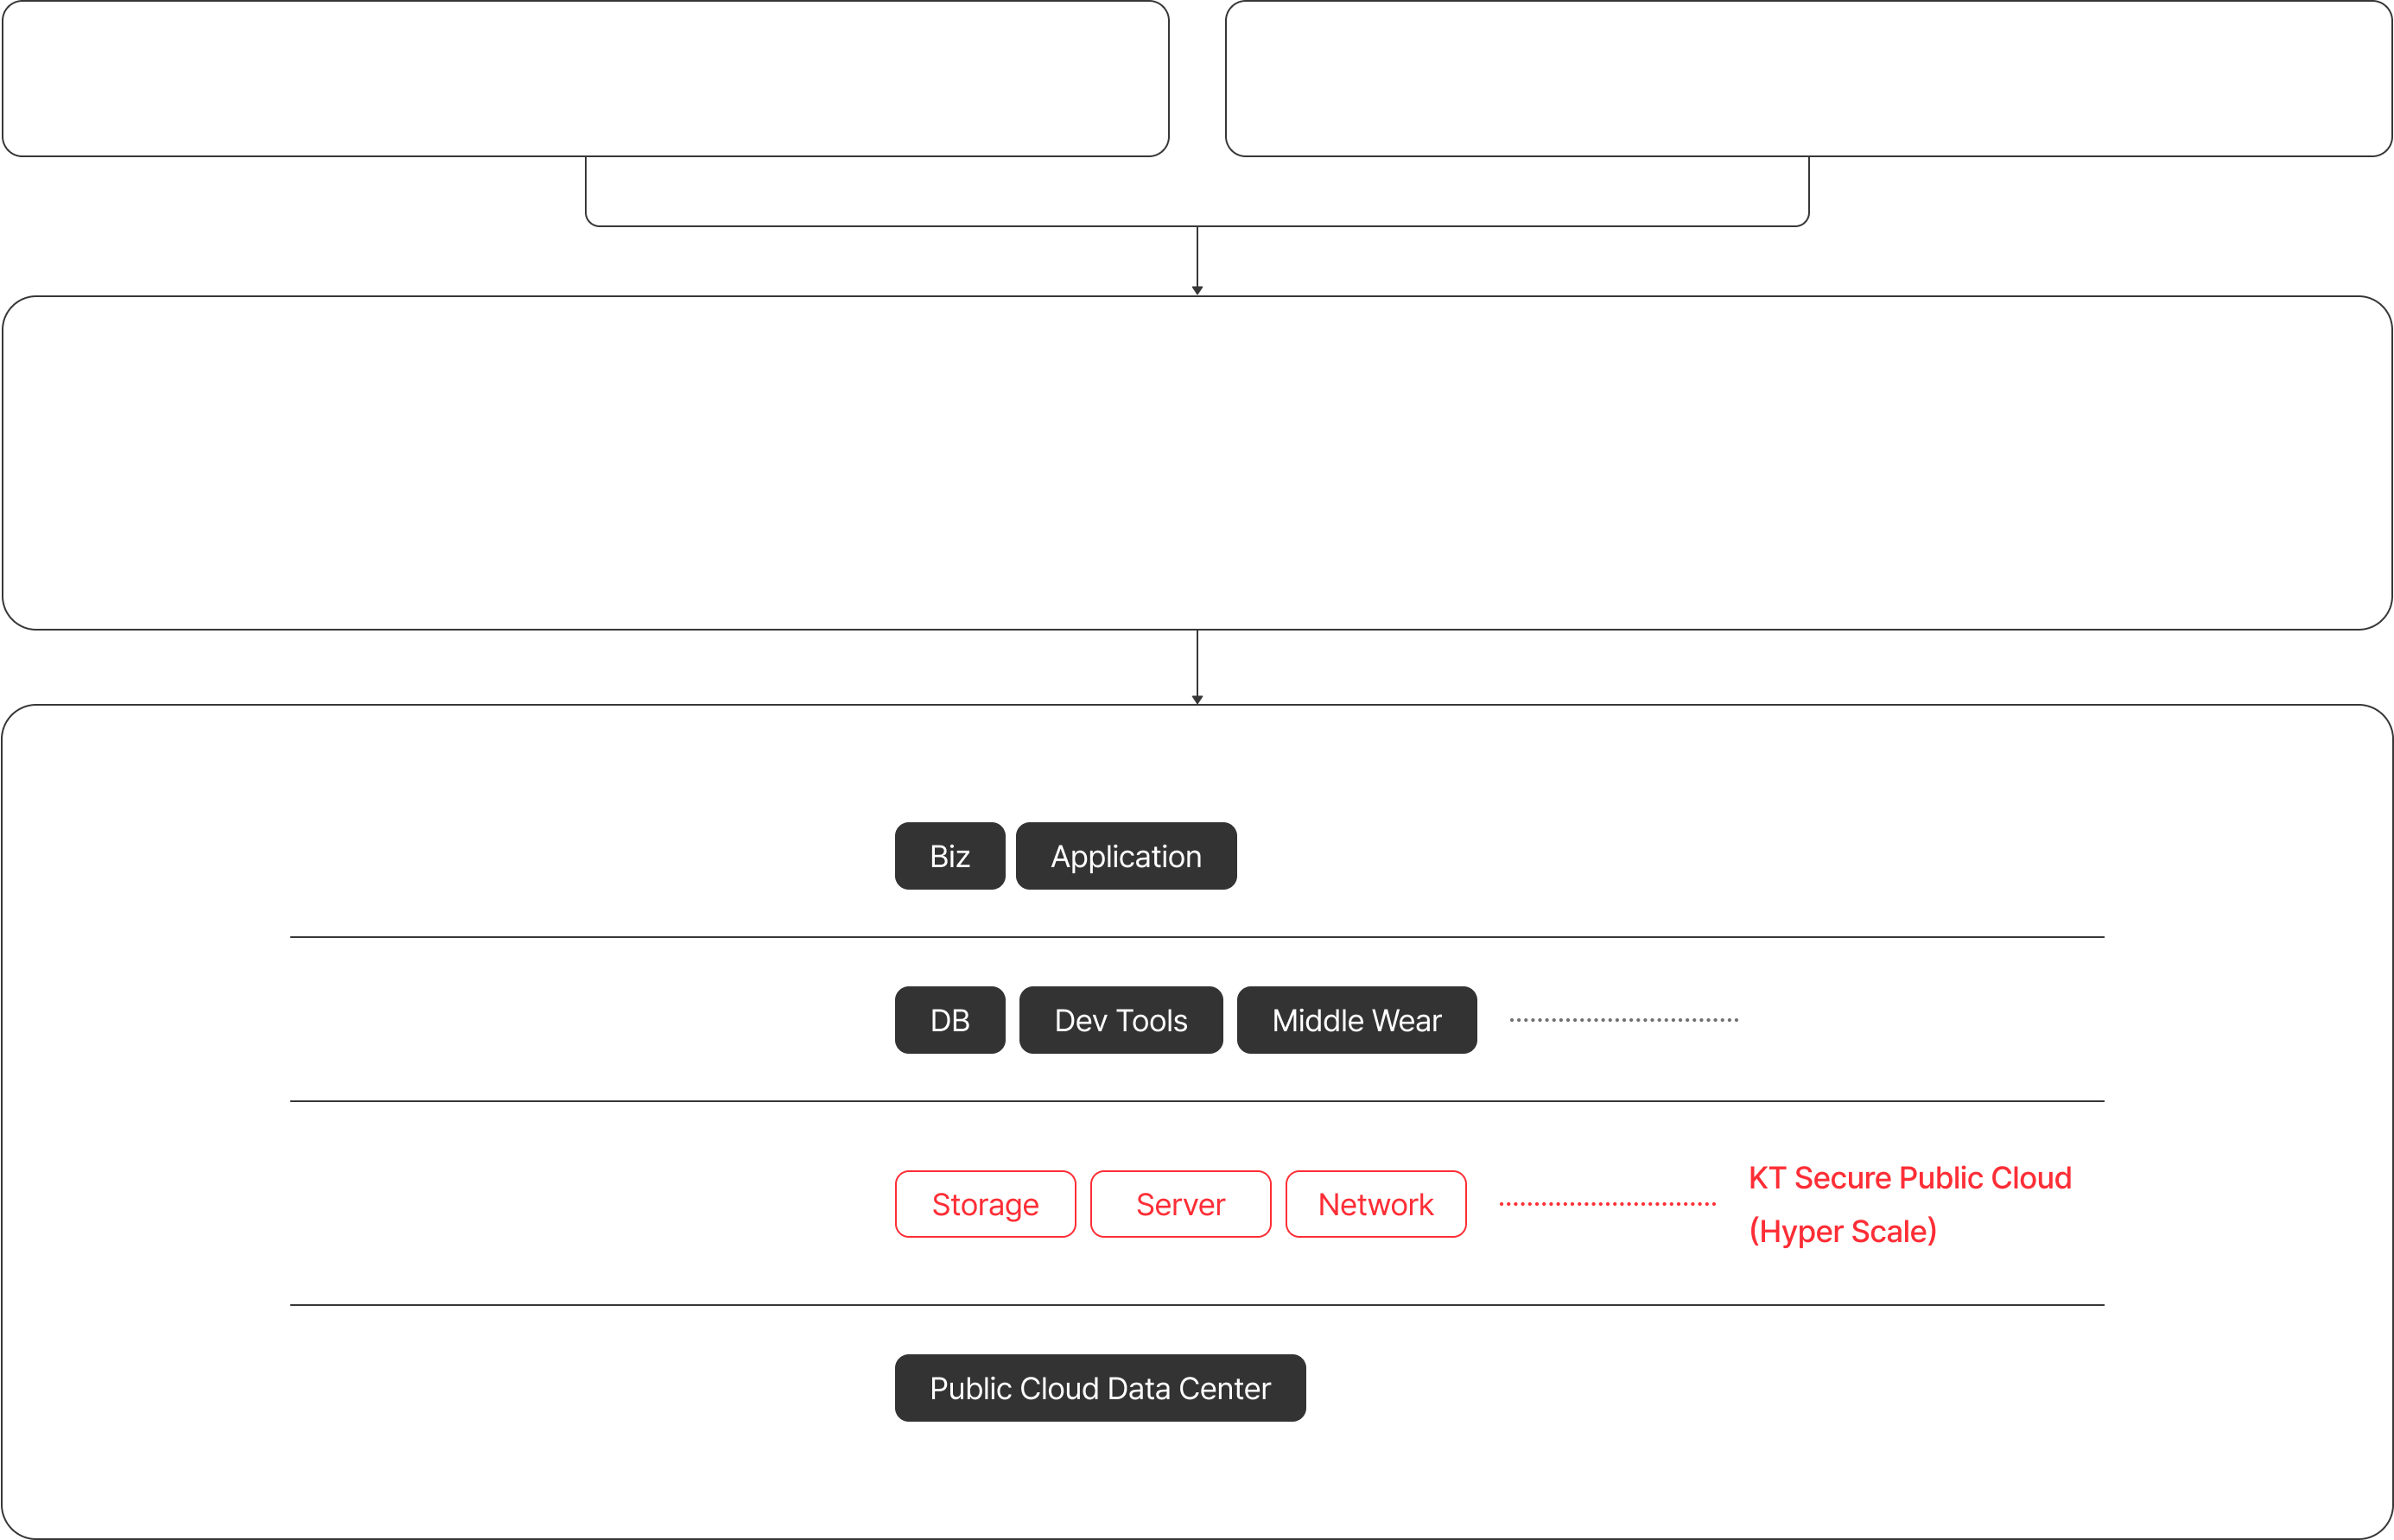 Biz Application
DB Dev Tools Middle Wear
Storage Server Network
KT Secure Public Cloud
(Hyper Scale)
Public Cloud Data Center